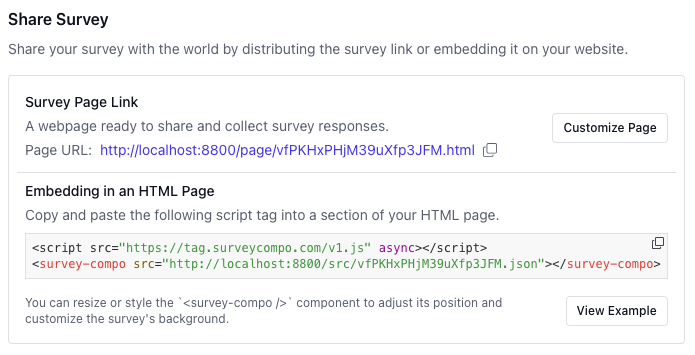 Share Survey
Share your survey with the world by distributing the survey link or embedding it on your website.
Survey Page Link
A webpage ready to share and collect survey responses.
Customize Page
Page URL: http://localhost:8800/page/vfPKHxPHjM39uXfp3JFM.html
Embedding in an HTML Page
Copy and paste the following script tag into a section of your HTML page.
<script src="https://tag.surveycompo.com/v1.js" async></script>
<survey-compo src="http://localhost:8800/src/vfPKHxPHjM39uXfp3JFM.json"></survey-compo>
You can resize or style the `<survey-compo />` component to adjust its position and
customize the survey's background.
View Example